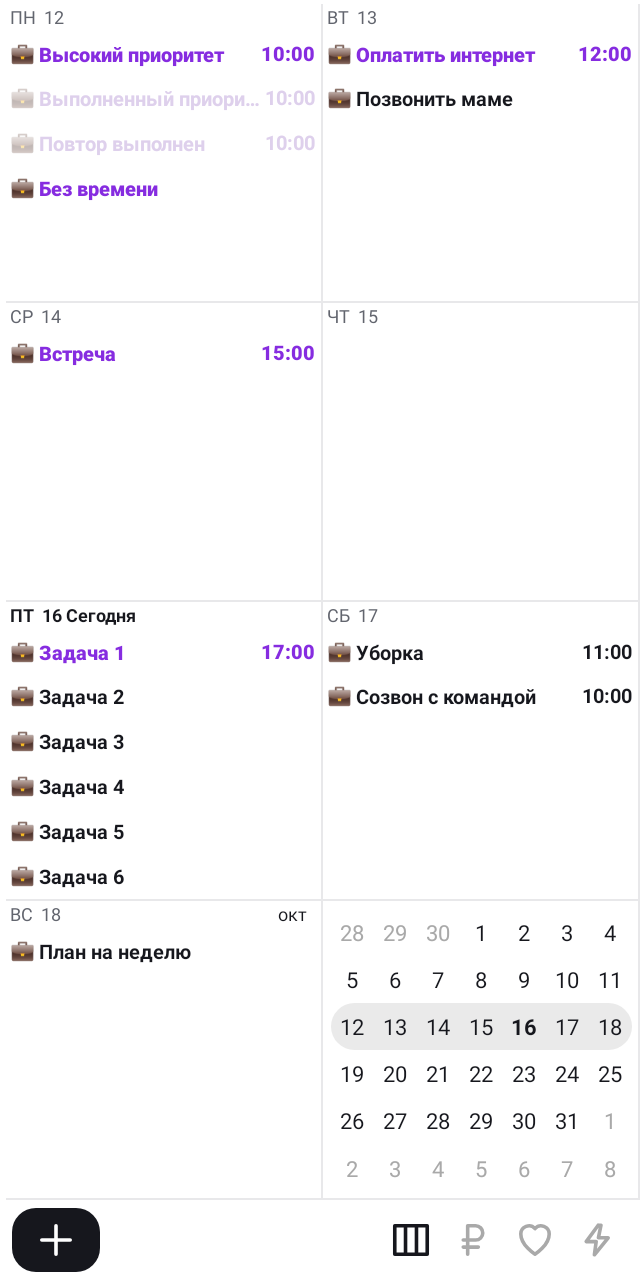 ПН 12
Высокий приоритет 10:00
Выполненный приори... 10:00
Повтор выполнен 10:00
Без времени
ВТ 13
Оплатить интернет 12:00
Позвонить маме
СР 14
Встреча 15:00
ЧТ 15
ПТ 16 Сегодня
Задача 1 17:00
Задача 2
Задача 3
Задача 4
Задача 5
Задача 6
СБ 17
Уборка 11:00
Созвон с командой 10:00
ВС 18 окт
План на неделю
28 29 30 1 2 3 4
5 6 7 8 9 10 11
12 13 14 15 16 17 18
19 20 21 22 23 24 25
26 27 28 29 30 31 1
2 3 4 5 6 7 8